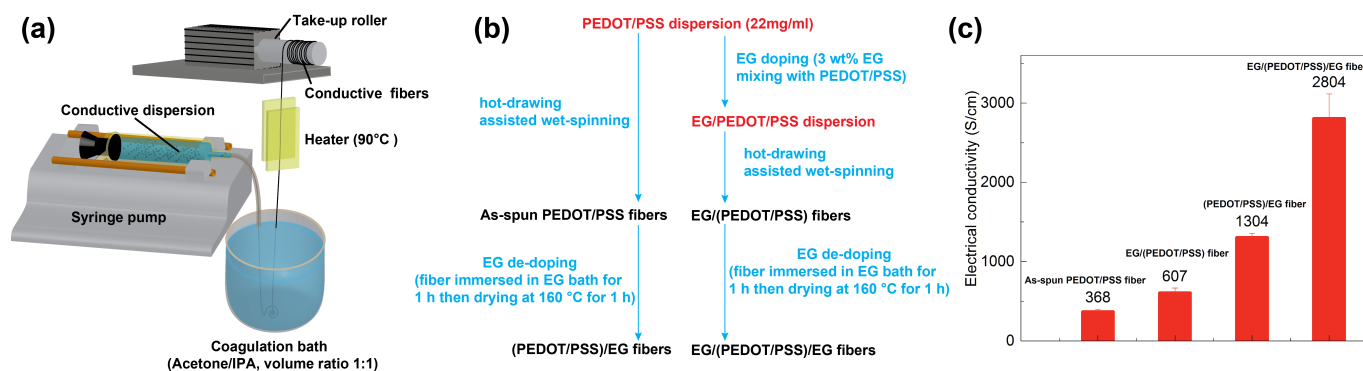 (a)
Take-up roller
Conductive fibers
Conductive dispersion
Heater (90°C )
Syringe pump
Coagulation bath
(Acetone/IPA, volume ratio 1:1)
(b)
PEDOT/PSS dispersion (22mg/ml)
EG doping (3 wt% EG
mixing with PEDOT/PSS)
hot-drawing
assisted wet-spinning
EG/PEDOT/PSS dispersion
hot-drawing
assisted wet-spinning
As-spun PEDOT/PSS fibers
EG/(PEDOT/PSS) fibers
EG de-doping
(fiber immersed in EG bath for
1 h then drying at 160 °C for 1 h)
EG de-doping
(fiber immersed in EG bath for
1 h then drying at 160 °C for 1 h)
(PEDOT/PSS)/EG fibers
EG/(PEDOT/PSS)/EG fibers
(c)
Electrical conductivity (S/cm)
3000
2000
1000
0
As-spun PEDOT/PSS fiber
368
EG/(PEDOT/PSS) fiber
607
(PEDOT/PSS)/EG fiber
1304
EG/(PEDOT/PSS)/EG fibe
2804